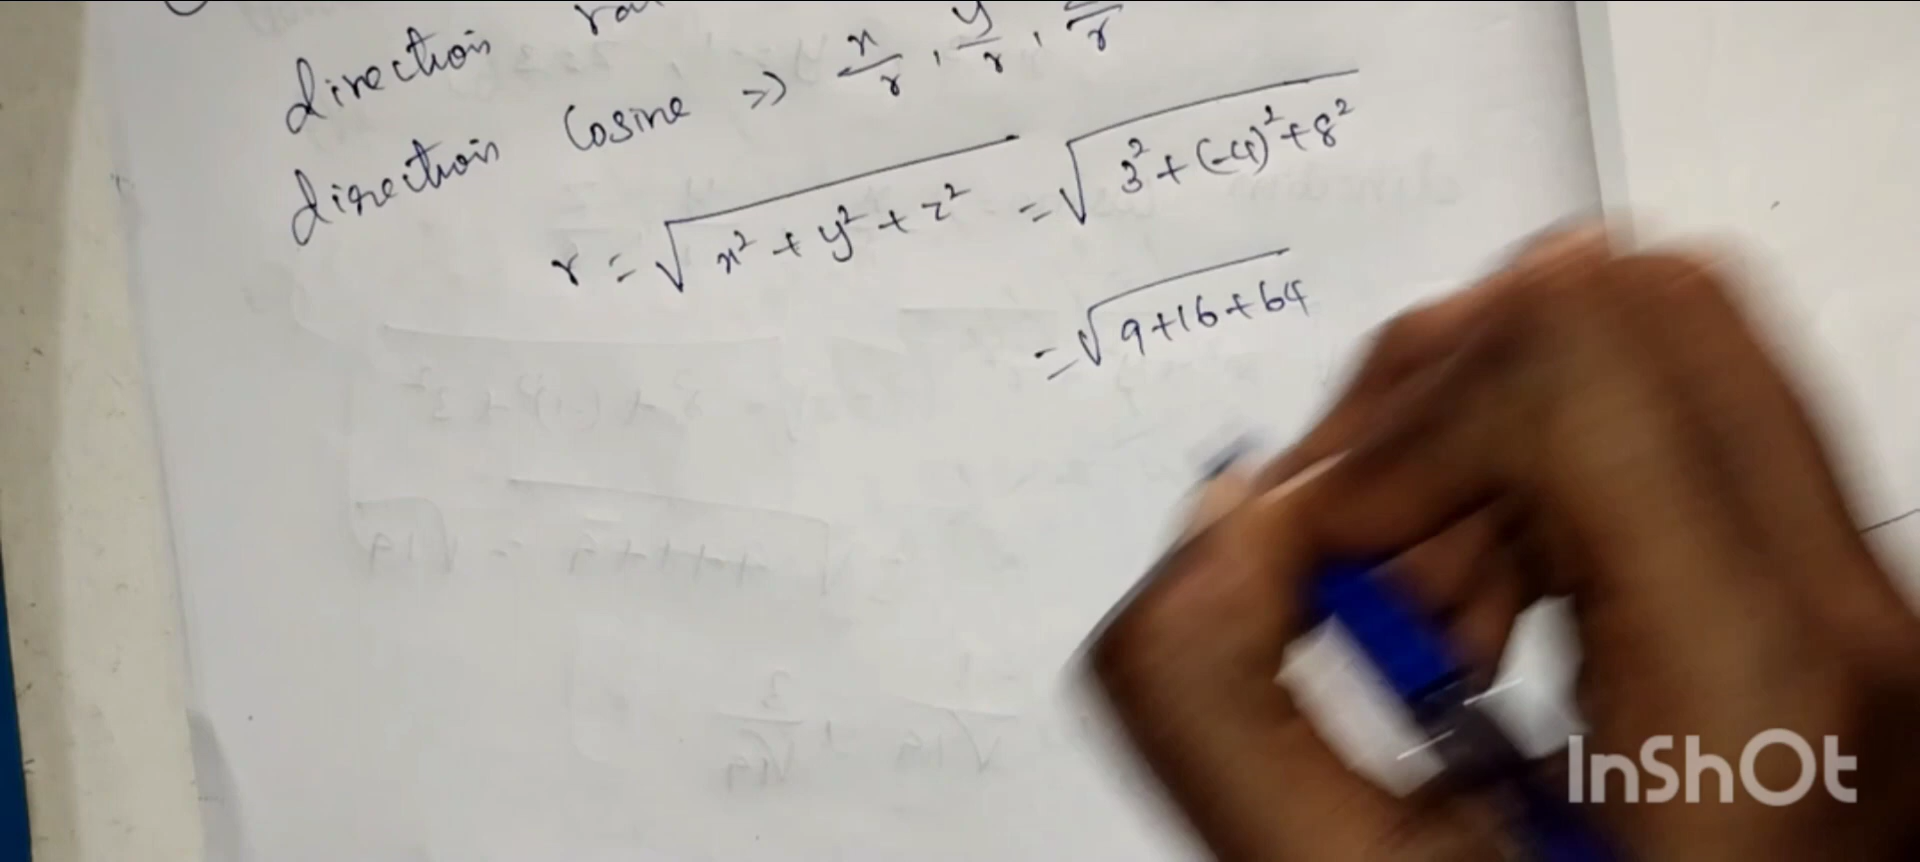 direction
direction Cosine => x/r, y/r, z/r
r = √x² + y² + z² = √3² + (-4)² + 8²
= √9+16+64
InShOt